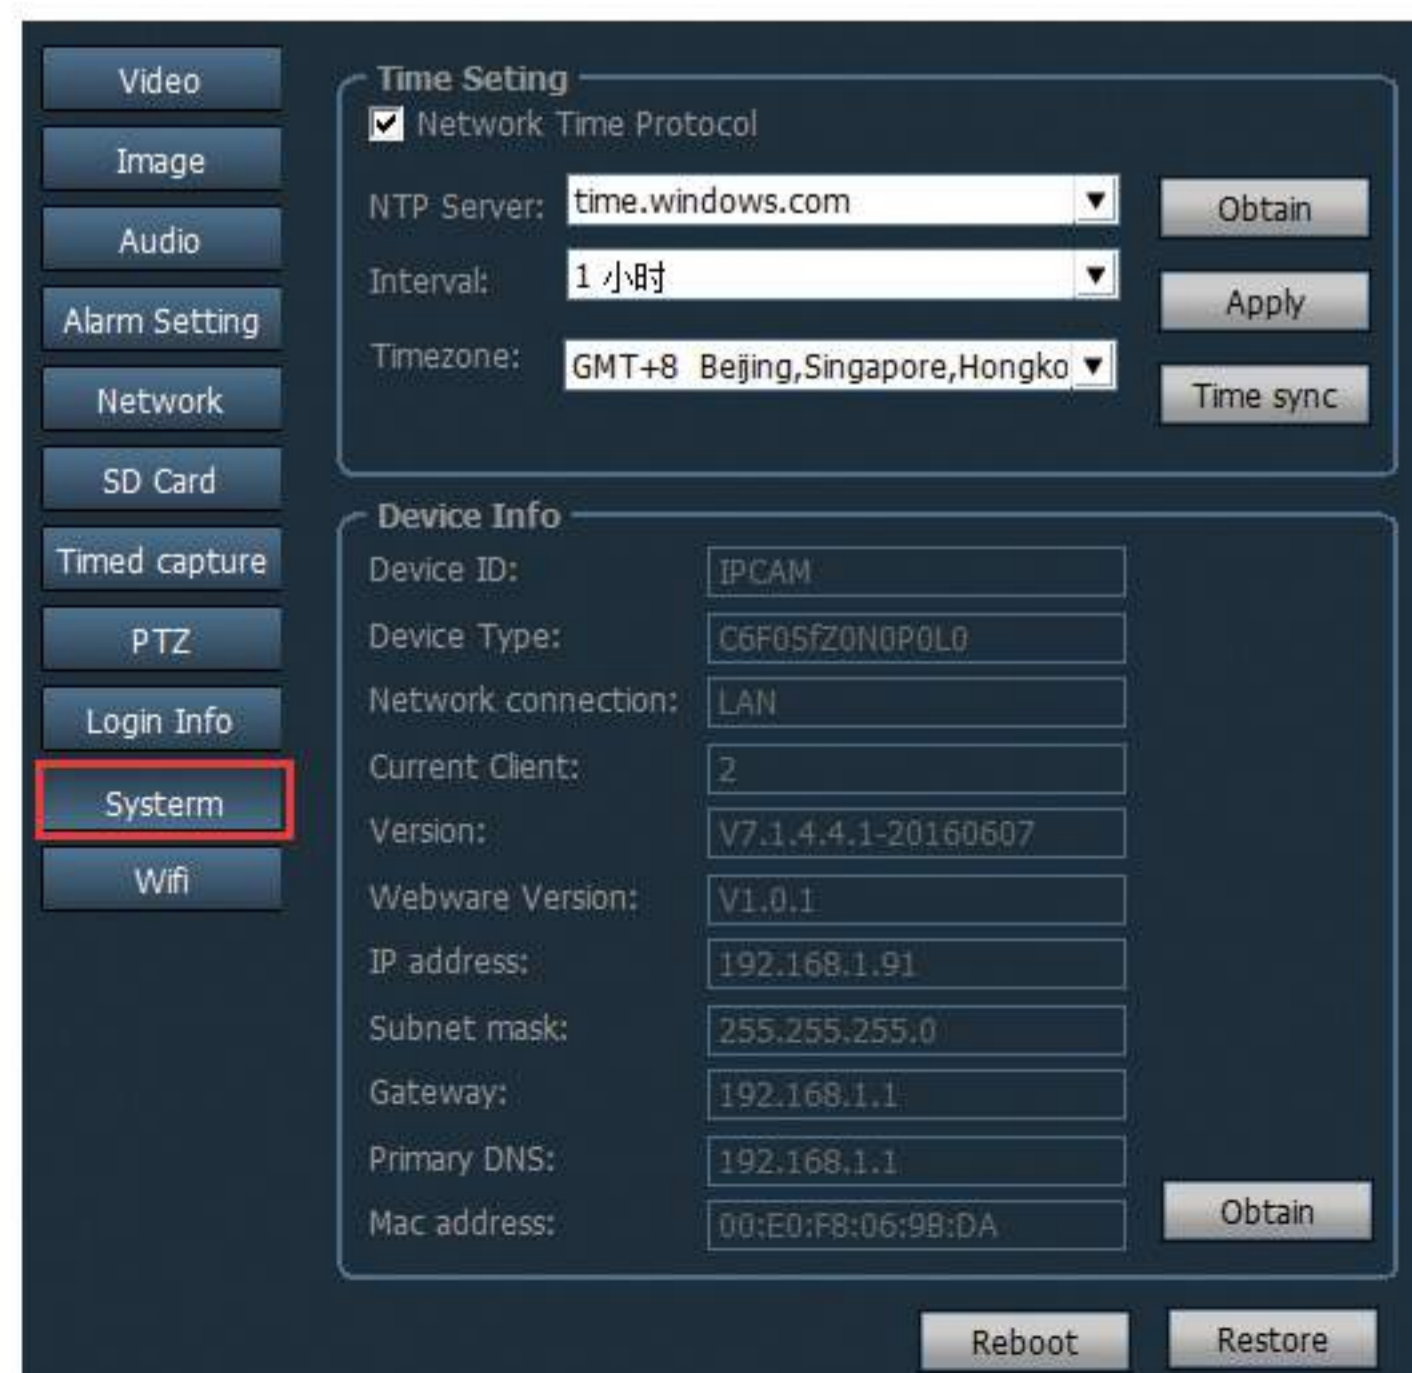 Video
Image
Audio
Alarm Setting
Network
SD Card
Timed capture
PTZ
Login Info
Systerm
Wifi
Time Seting
Network Time Protocol
NTP Server: time.windows.com Obtain
Interval: 1 小时 Apply
Timezone: GMT+8 Beijing,Singapore,Hongko Time sync
Device Info
Device ID: IPCAM
Device Type: C6F0SfZ0N0P0L0
Network connection: LAN
Current Client: 2
Version: V7.1.4.4.1-20160607
Webware Version: V1.0.1
IP address: 192.168.1.91
Subnet mask: 255.255.255.0
Gateway: 192.168.1.1
Primary DNS: 192.168.1.1
Mac address: 00:E0:F8:06:9B:DA Obtain
Reboot Restore